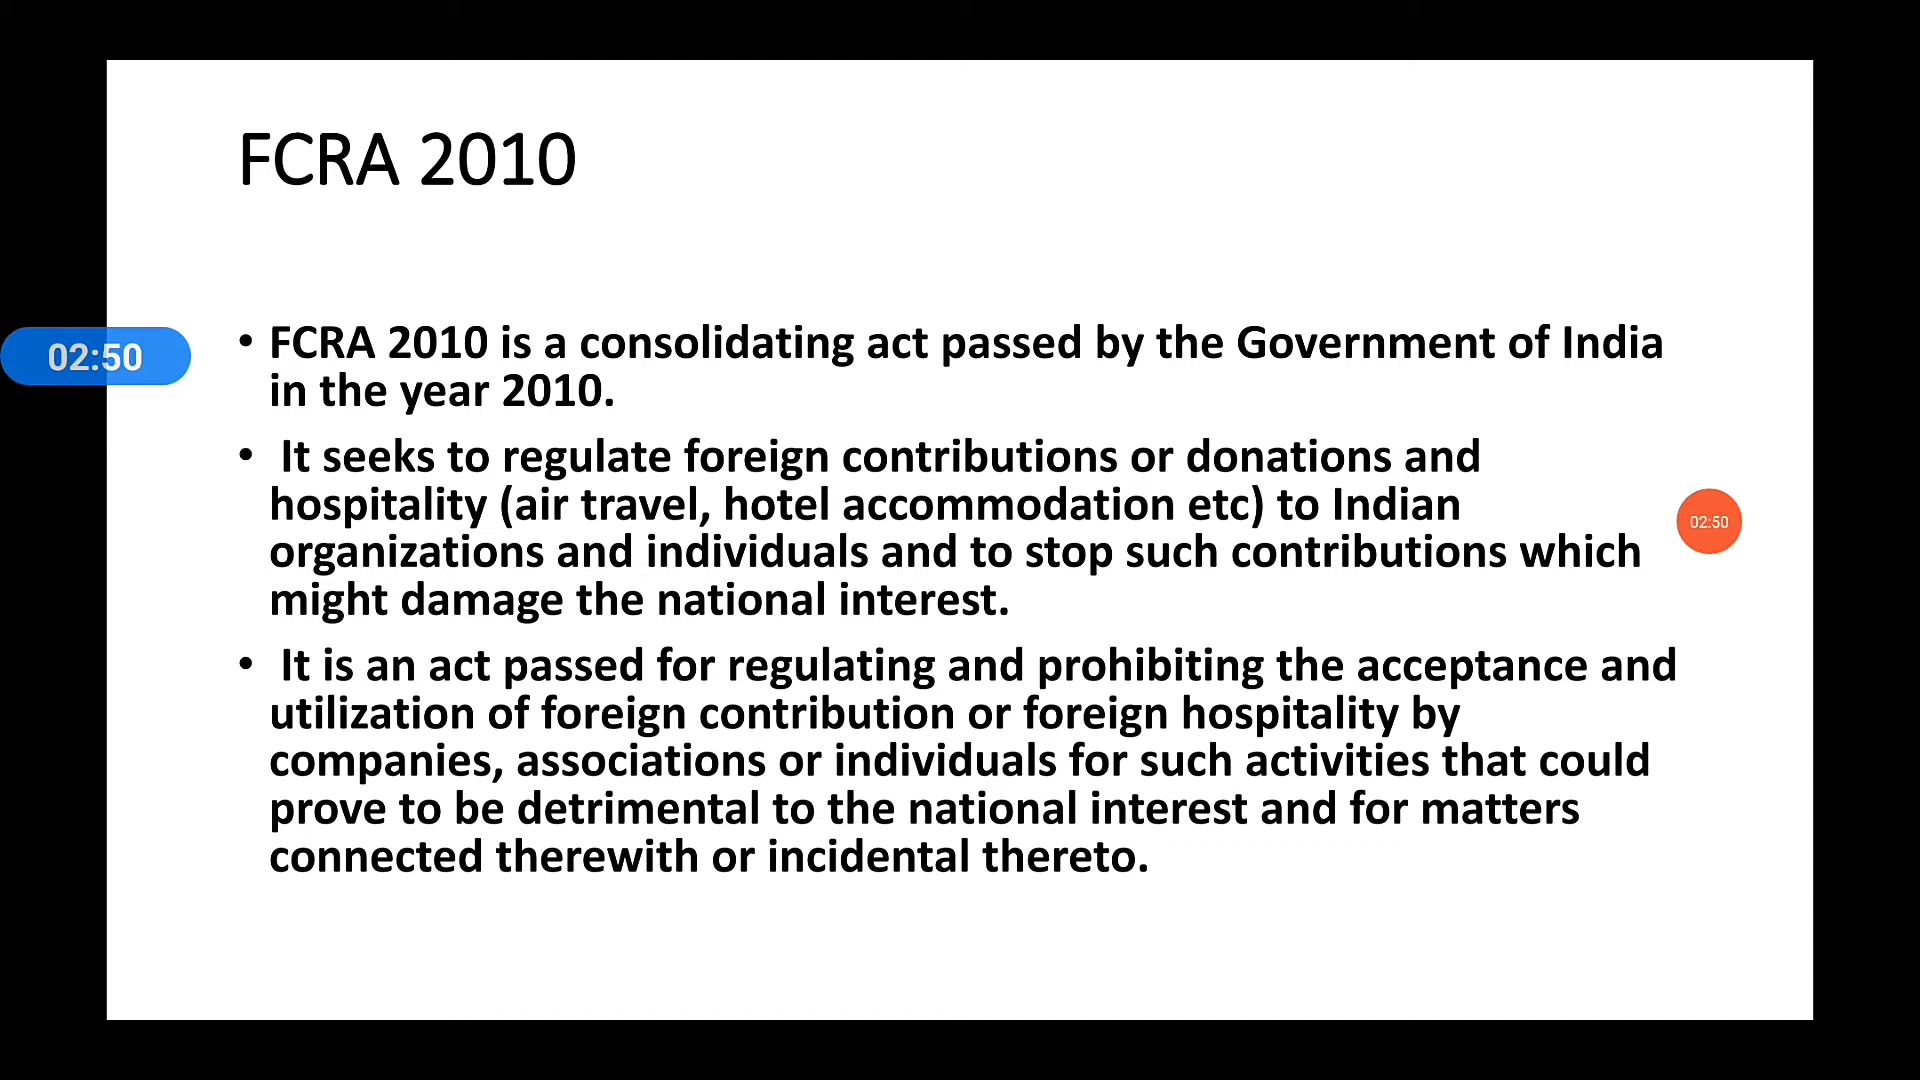 FCRA 2010
• FCRA 2010 is a consolidating act passed by the Government of India
in the year 2010.
02:50
• It seeks to regulate foreign contributions or donations and
hospitality (air travel, hotel accommodation etc) to Indian
organizations and individuals and to stop such contributions which
might damage the national interest.
02:50
• It is an act passed for regulating and prohibiting the acceptance and
utilization of foreign contribution or foreign hospitality by
companies, associations or individuals for such activities that could
prove to be detrimental to the national interest and for matters
connected therewith or incidental thereto.